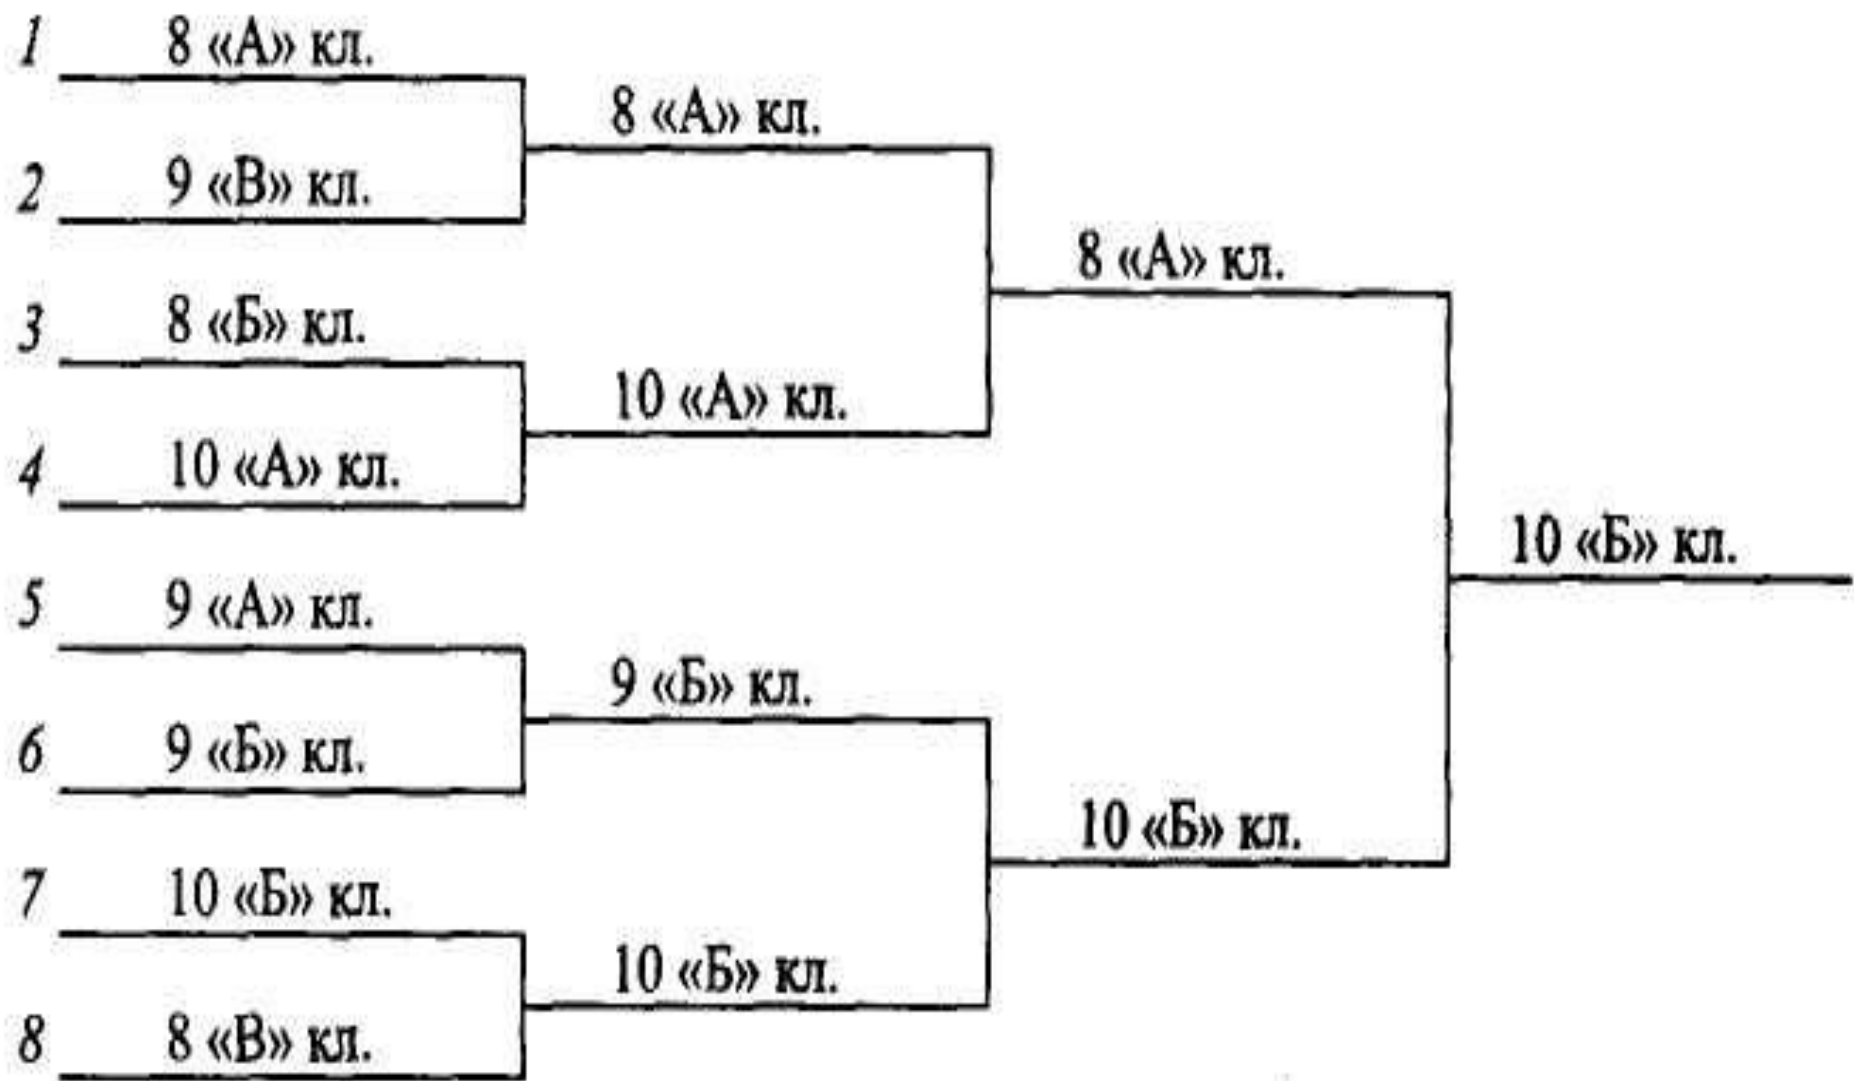 1 8 «А» кл.
8 «А» кл.
2 9 «В» кл.
8 «А» кл.
3 8 «Б» кл.
10 «А» кл.
4 10 «А» кл.
10 «Б» кл.
5 9 «А» кл.
9 «Б» кл.
6 9 «Б» кл.
10 «Б» кл.
7 10 «Б» кл.
10 «Б» кл.
8 8 «В» кл.